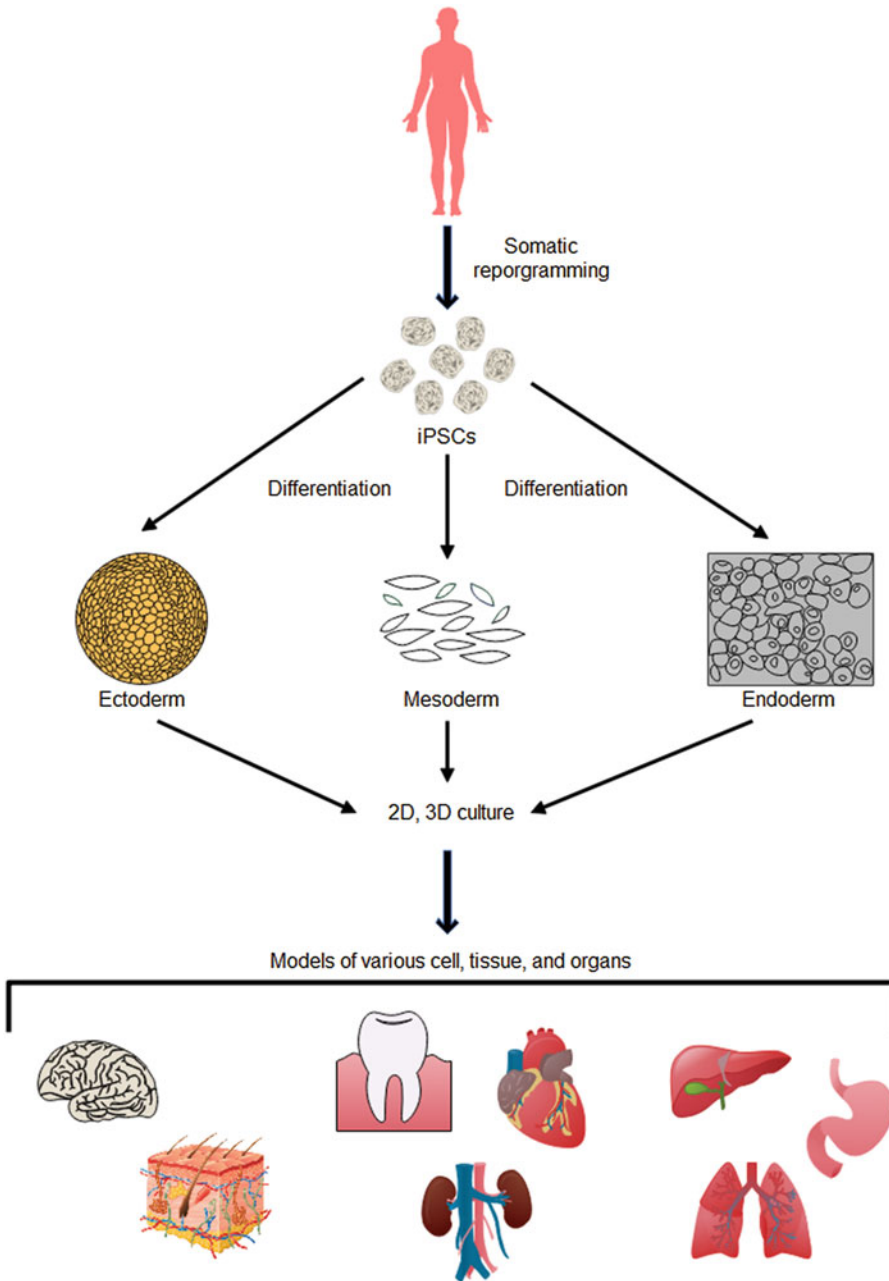 Somatic
reporgramming
iPSCs
Differentiation
Differentiation
Ectoderm
Mesoderm
Endoderm
2D, 3D culture
Models of various cell, tissue, and organs